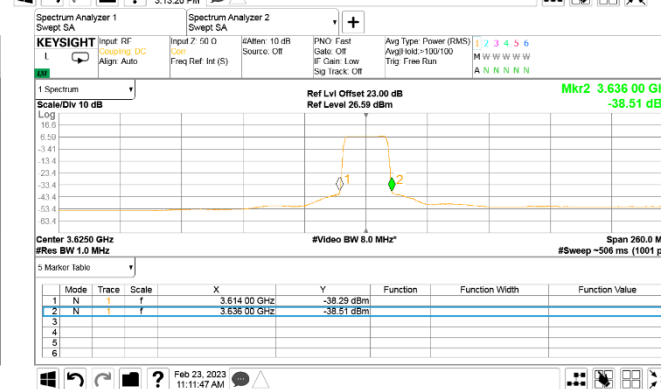 3:13:20 PM
Spectrum Analyzer 1
Swept SA
Spectrum Analyzer 2
Swept SA
+
KEYSIGHT
L
Input: RF
Coupling: DC
Align: Auto
Input Z: 50 Ω
Corr
Freq Ref: Int (S)
#Atten: 10 dB
Source: Off
PNO: Fast
Gate: Off
IF Gain: Low
Sig Track: Off
Avg Type: Power (RMS)
Avg|Hold:>100/100
Trig: Free Run
1 2 3 4 5 6
M W W W W W
A N N N N N
1 Spectrum
Scale/Div 10 dB
Log
Ref Lvl Offset 23.00 dB
Ref Level 26.59 dBm
Mkr2 3.636 00 G
-38.51 dB
16.6
6.59
-3.41
-13.4
-23.4
-33.4
-43.4
-53.4
-63.4
1
2
Center 3.6250 GHz
#Res BW 1.0 MHz
#Video BW 8.0 MHz*
Span 260.0 M
#Sweep ~506 ms (1001 p
5 Marker Table
Mode Trace Scale X Y Function Function Width Function Value
1 N 1 f 3.614 00 GHz -38.29 dBm
2 N 1 f 3.636 00 GHz -38.51 dBm
3
4
5
6
?
Feb 23, 2023
11:11:47 AM